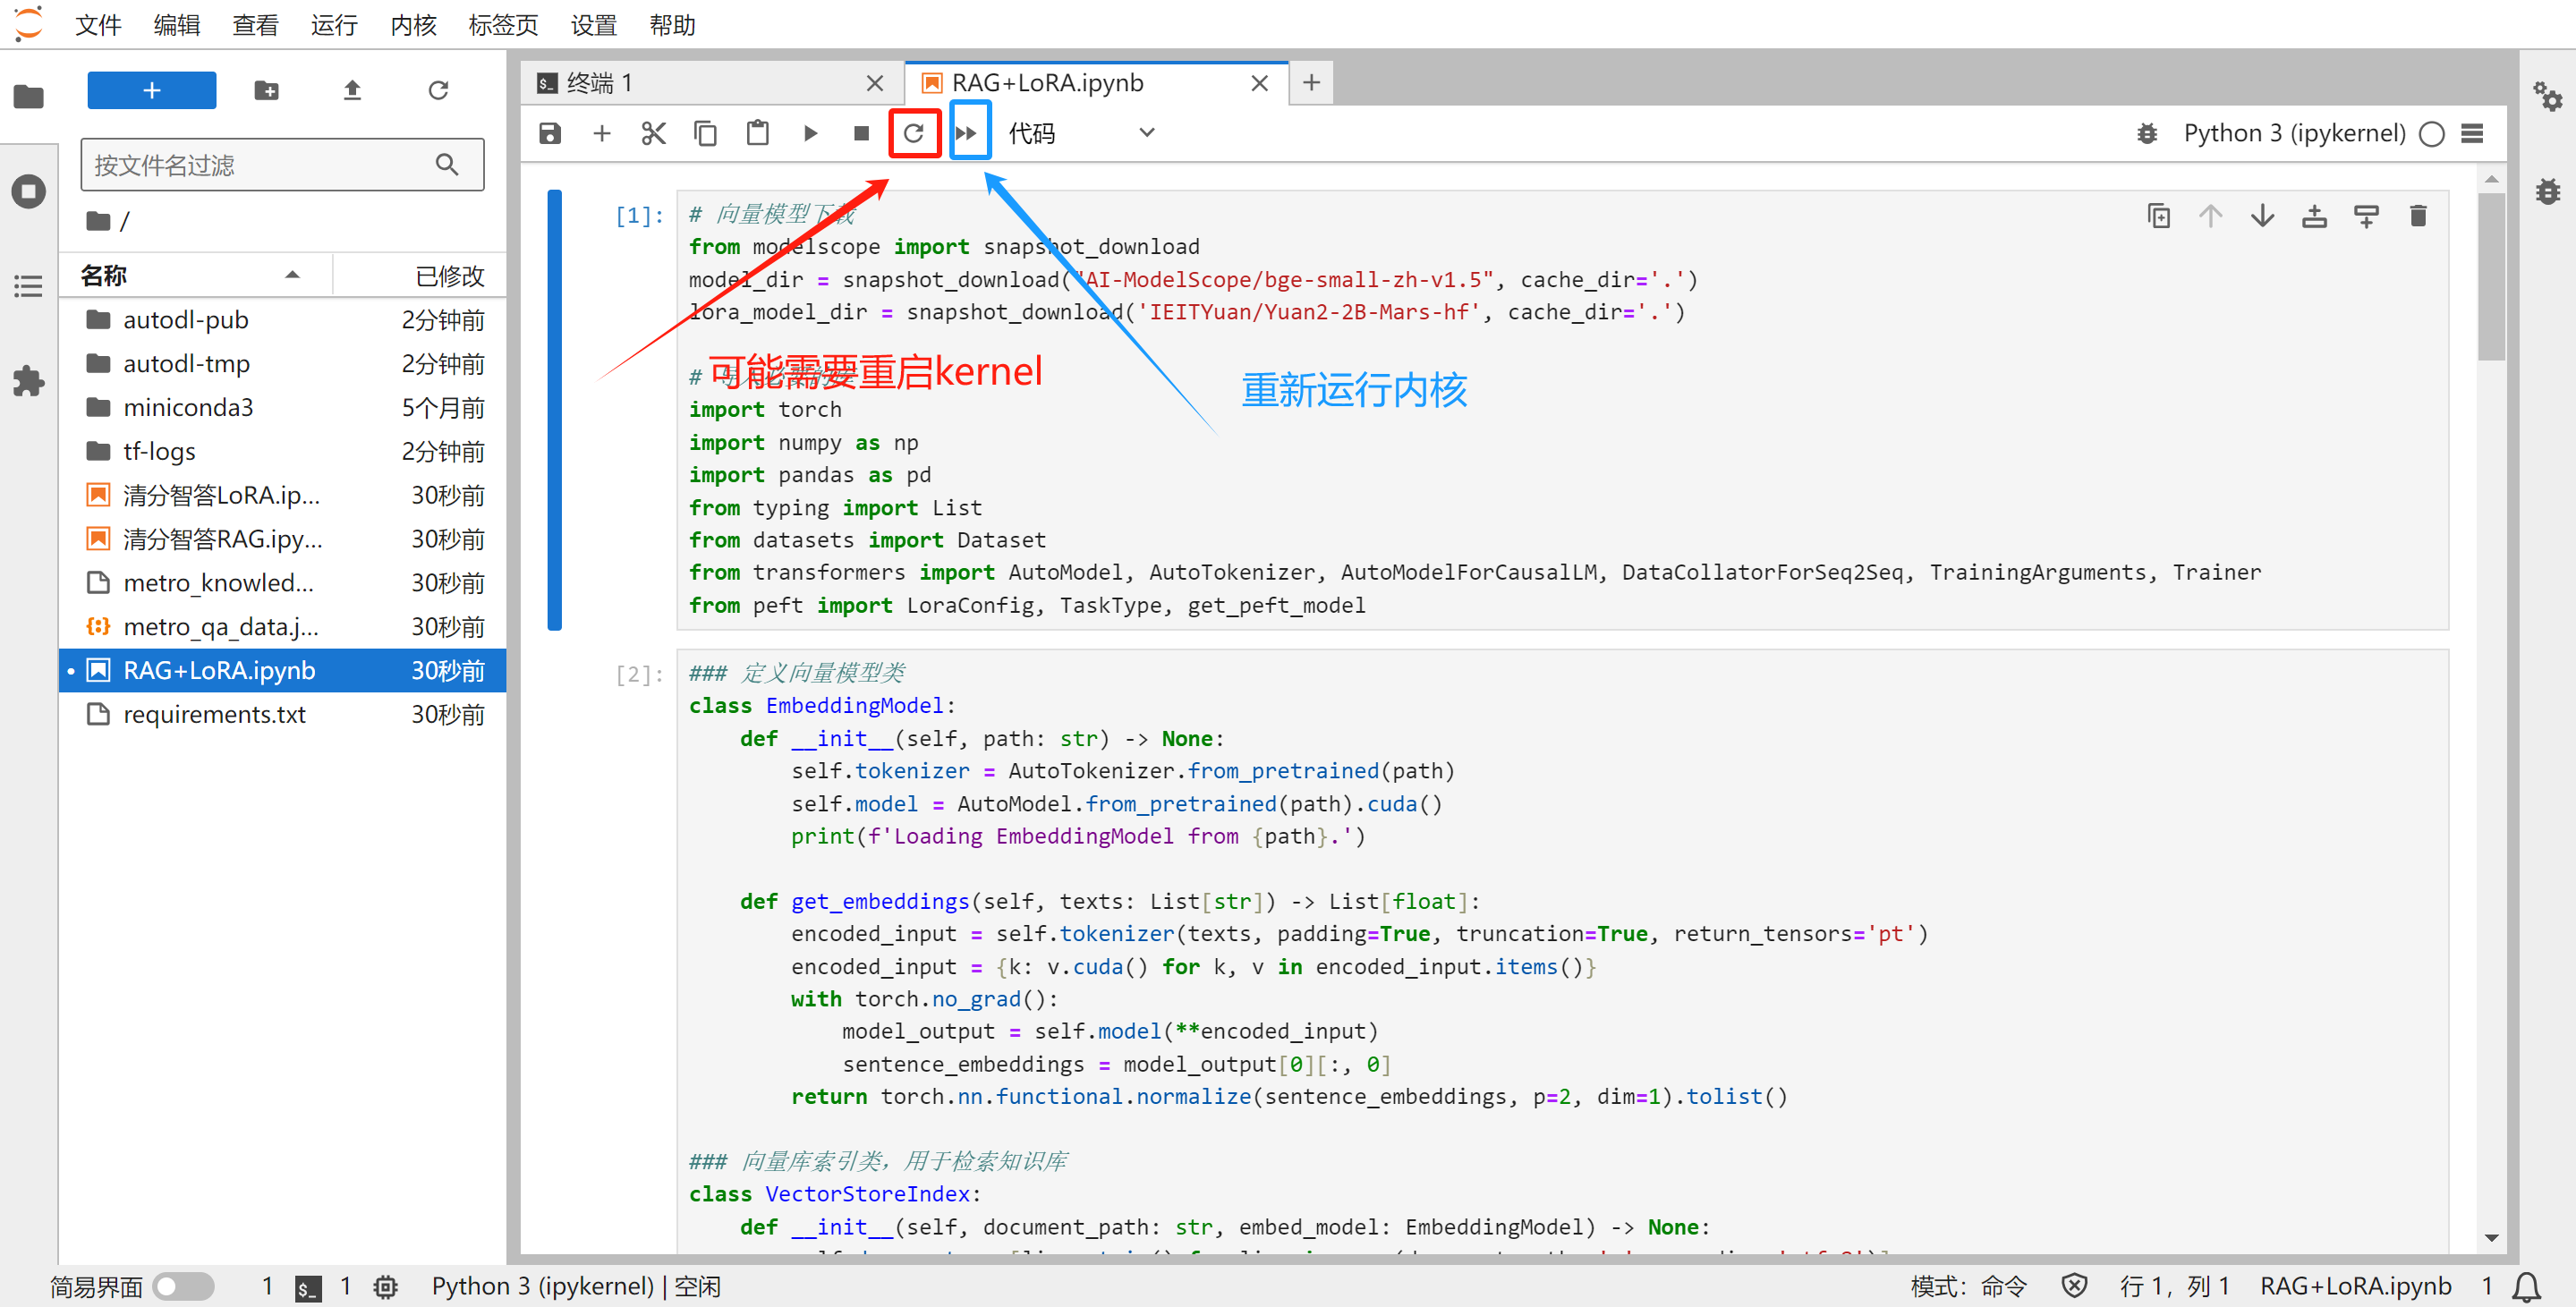 文件 编辑 查看 运行 内核 标签页 设置 帮助
终端 1
RAG+LoRA.ipynb
代码
Python 3 (ipykernel)
按文件名过滤
/
名称 已修改
autodl-pub 2分钟前
autodl-tmp 2分钟前
miniconda3 5个月前
tf-logs 2分钟前
清分智答LoRA.ip... 30秒前
清分智答RAG.ipy... 30秒前
metro_knowled... 30秒前
metro_qa_data.j... 30秒前
RAG+LoRA.ipynb 30秒前
requirements.txt 30秒前
[1]:
# 向量模型下载
from modelscope import snapshot_download
model_dir = snapshot_download("AI-ModelScope/bge-small-zh-v1.5", cache_dir='.')
lora_model_dir = snapshot_download('IEITYuan/Yuan2-2B-Mars-hf', cache_dir='.')
可能需要重启kernel
重新运行内核
import torch
import numpy as np
import pandas as pd
from typing import List
from datasets import Dataset
from transformers import AutoModel, AutoTokenizer, AutoModelForCausalLM, DataCollatorForSeq2Seq, TrainingArguments, Trainer
from peft import LoraConfig, TaskType, get_peft_model
[2]:
### 定义向量模型类
class EmbeddingModel:
    def __init__(self, path: str) -> None:
        self.tokenizer = AutoTokenizer.from_pretrained(path)
        self.model = AutoModel.from_pretrained(path).cuda()
        print(f'Loading EmbeddingModel from {path}.')
    def get_embeddings(self, texts: List[str]) -> List[float]:
        encoded_input = self.tokenizer(texts, padding=True, truncation=True, return_tensors='pt')
        encoded_input = {k: v.cuda() for k, v in encoded_input.items()}
        with torch.no_grad():
            model_output = self.model(**encoded_input)
            sentence_embeddings = model_output[0][:, 0]
        return torch.nn.functional.normalize(sentence_embeddings, p=2, dim=1).tolist()
### 向量库索引类，用于检索知识库
class VectorStoreIndex:
    def __init__(self, document_path: str, embed_model: EmbeddingModel) -> None:
简易界面 1 1 Python 3 (ipykernel) | 空闲
模式：命令 行 1，列 1 RAG+LoRA.ipynb 1